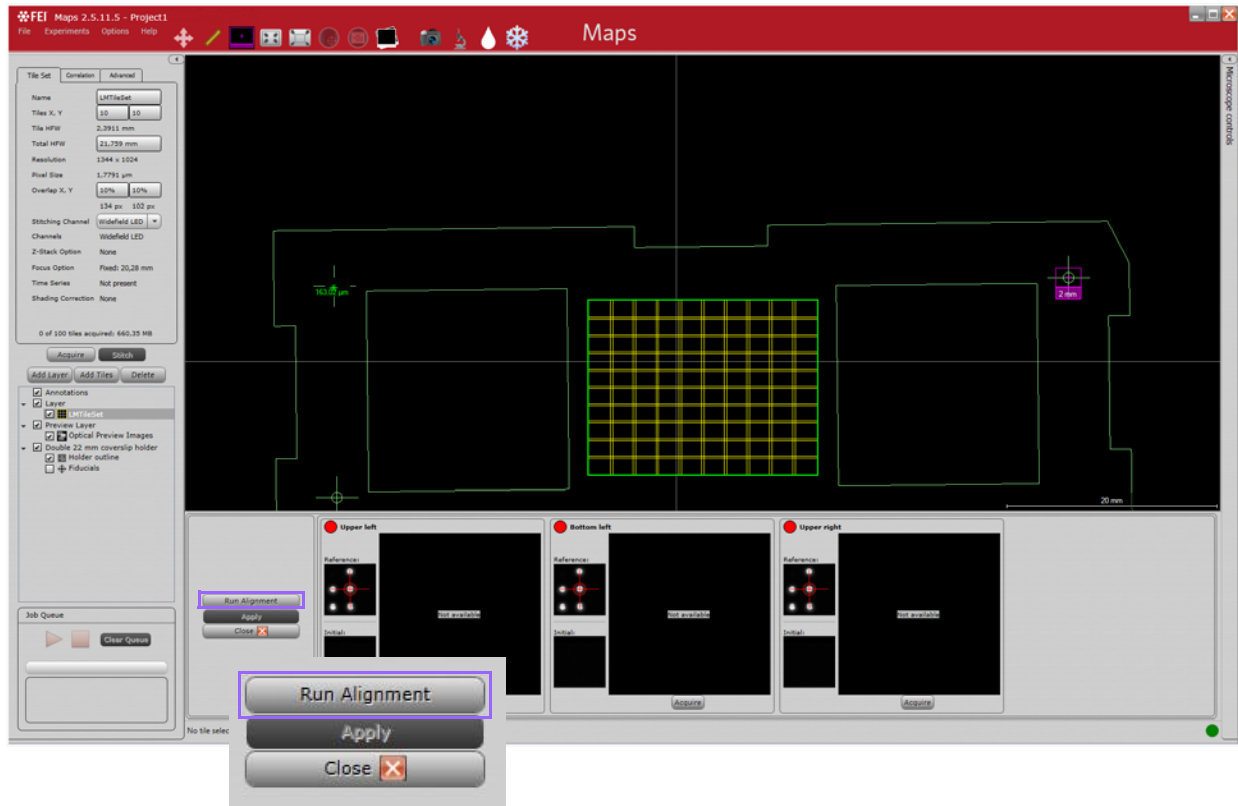 FEI Maps 2.5.11.5 - Project1
File Experiments Options Help
Maps
Microscope controls
Tile Set Correlation Advanced
Name LMTileSet
Tiles X, Y 10 10
Tile HFW 2,3911 mm
Total HFW 21,759 mm
Resolution 1344 x 1024
Pixel Size 1,7791 µm
Overlap X, Y 10% 10%
134 px 102 px
Stitching Channel Widefield LED
Channels Widefield LED
Z-Stack Option None
Focus Option Fixed: 20,28 mm
Time Series Not present
Shading Correction None
0 of 100 tiles acquired: 660.35 MB
Acquire Stitch
Add Layer Add Tiles Delete
Annotations
Layer
LMTileSet
Preview Layer
Optical Preview Images
Double 22 mm coverslip holder
Holder outline
Fiducials
Job Queue
Clear Queue
163,02 µm
2 mm
20 mm
Run Alignment
Apply
Close
Upper left
Reference:
Not available
Initial:
Bottom left
Reference:
Not available
Initial:
Acquire
Upper right
Reference:
Not available
Initial:
Acquire
No tile selec
Run Alignment
Apply
Close